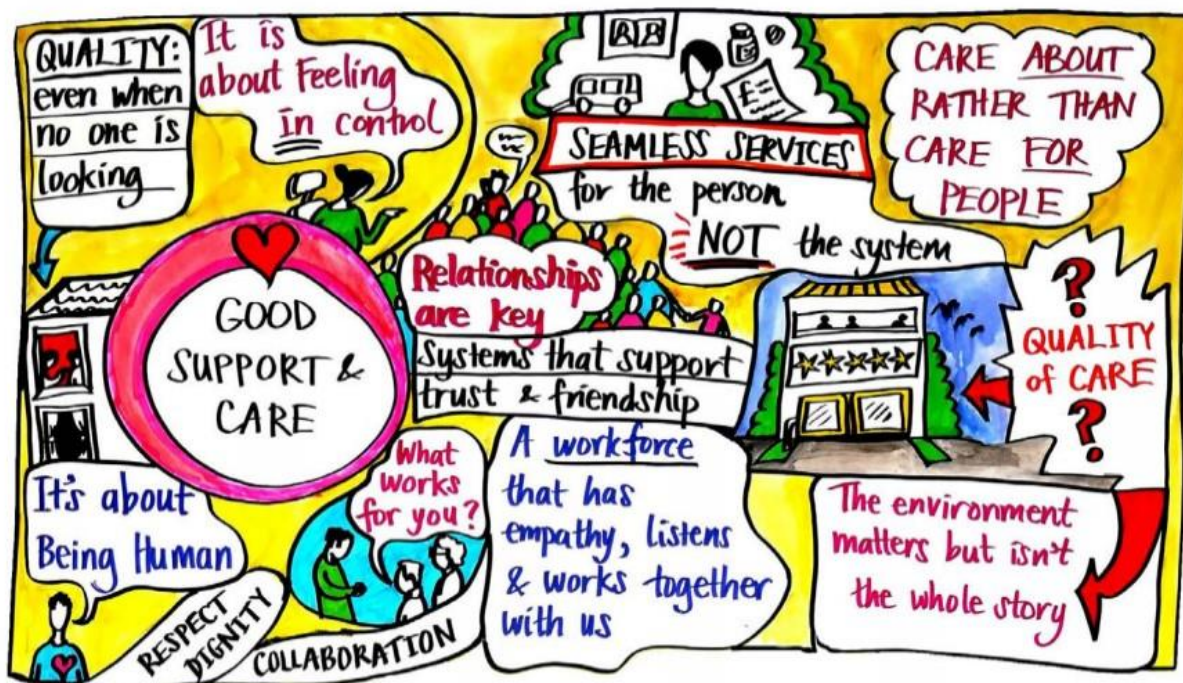 QUALITY:
even when
no one is
looking
It is
about Feeling
in control
SEAMLESS SERVICES
for the person
NOT the system
CARE ABOUT
RATHER THAN
CARE FOR
PEOPLE
GOOD
SUPPORT &
CARE
Relationships
are key
Systems that support
trust & friendship
?
QUALITY
of CARE
?
It's about
Being Human
RESPECT
DIGNITY
COLLABORATION
What
works
for you?
A workforce
that has
empathy, listens
& works together
with us
The environment
matters but isn't
the whole story
£